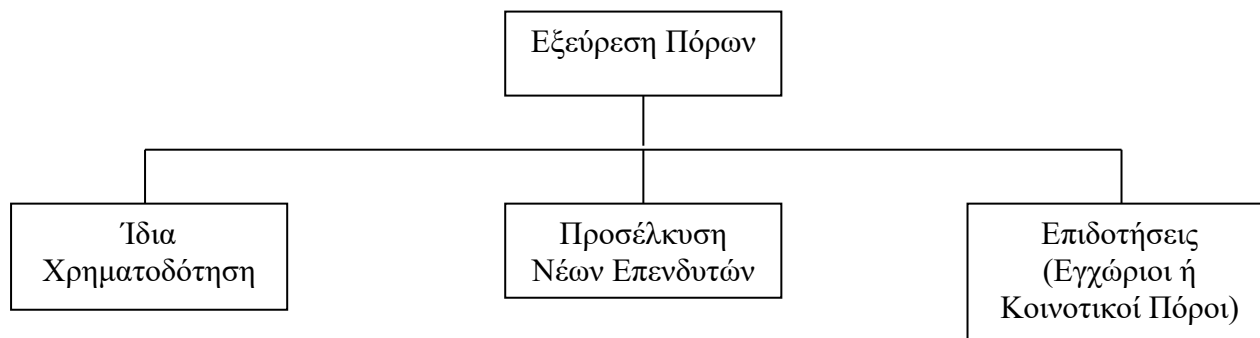 Εξεύρεση Πόρων
Ίδια
Χρηματοδότηση
Προσέλκυση
Νέων Επενδυτών
Επιδοτήσεις
(Εγχώριοι ή
Κοινοτικοί Πόροι)